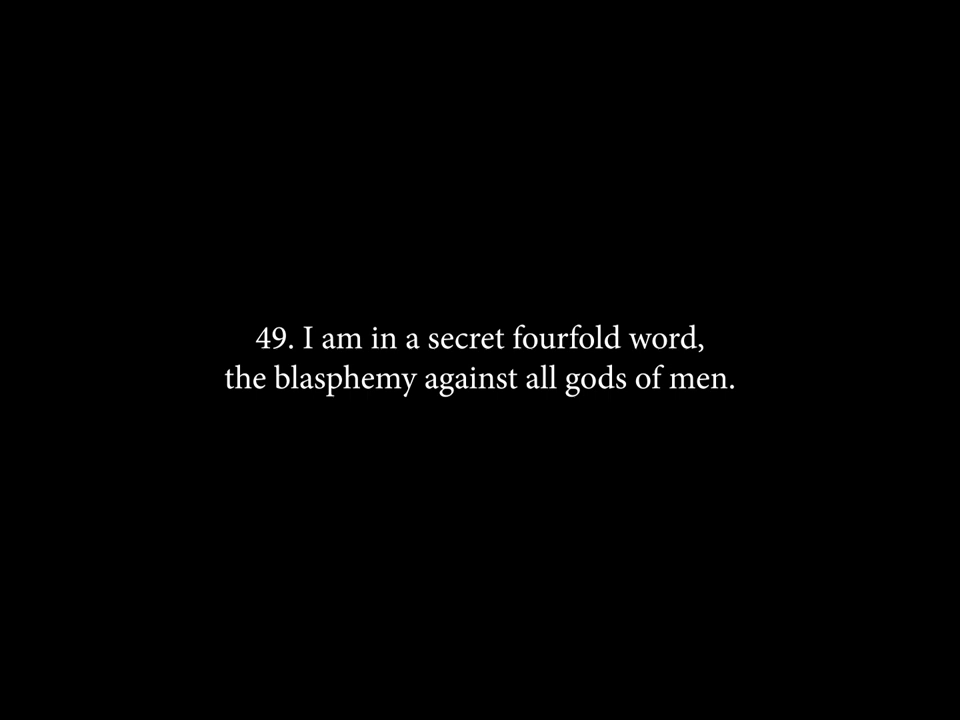 49. I am in a secret fourfold word,
the blasphemy against all gods of men.